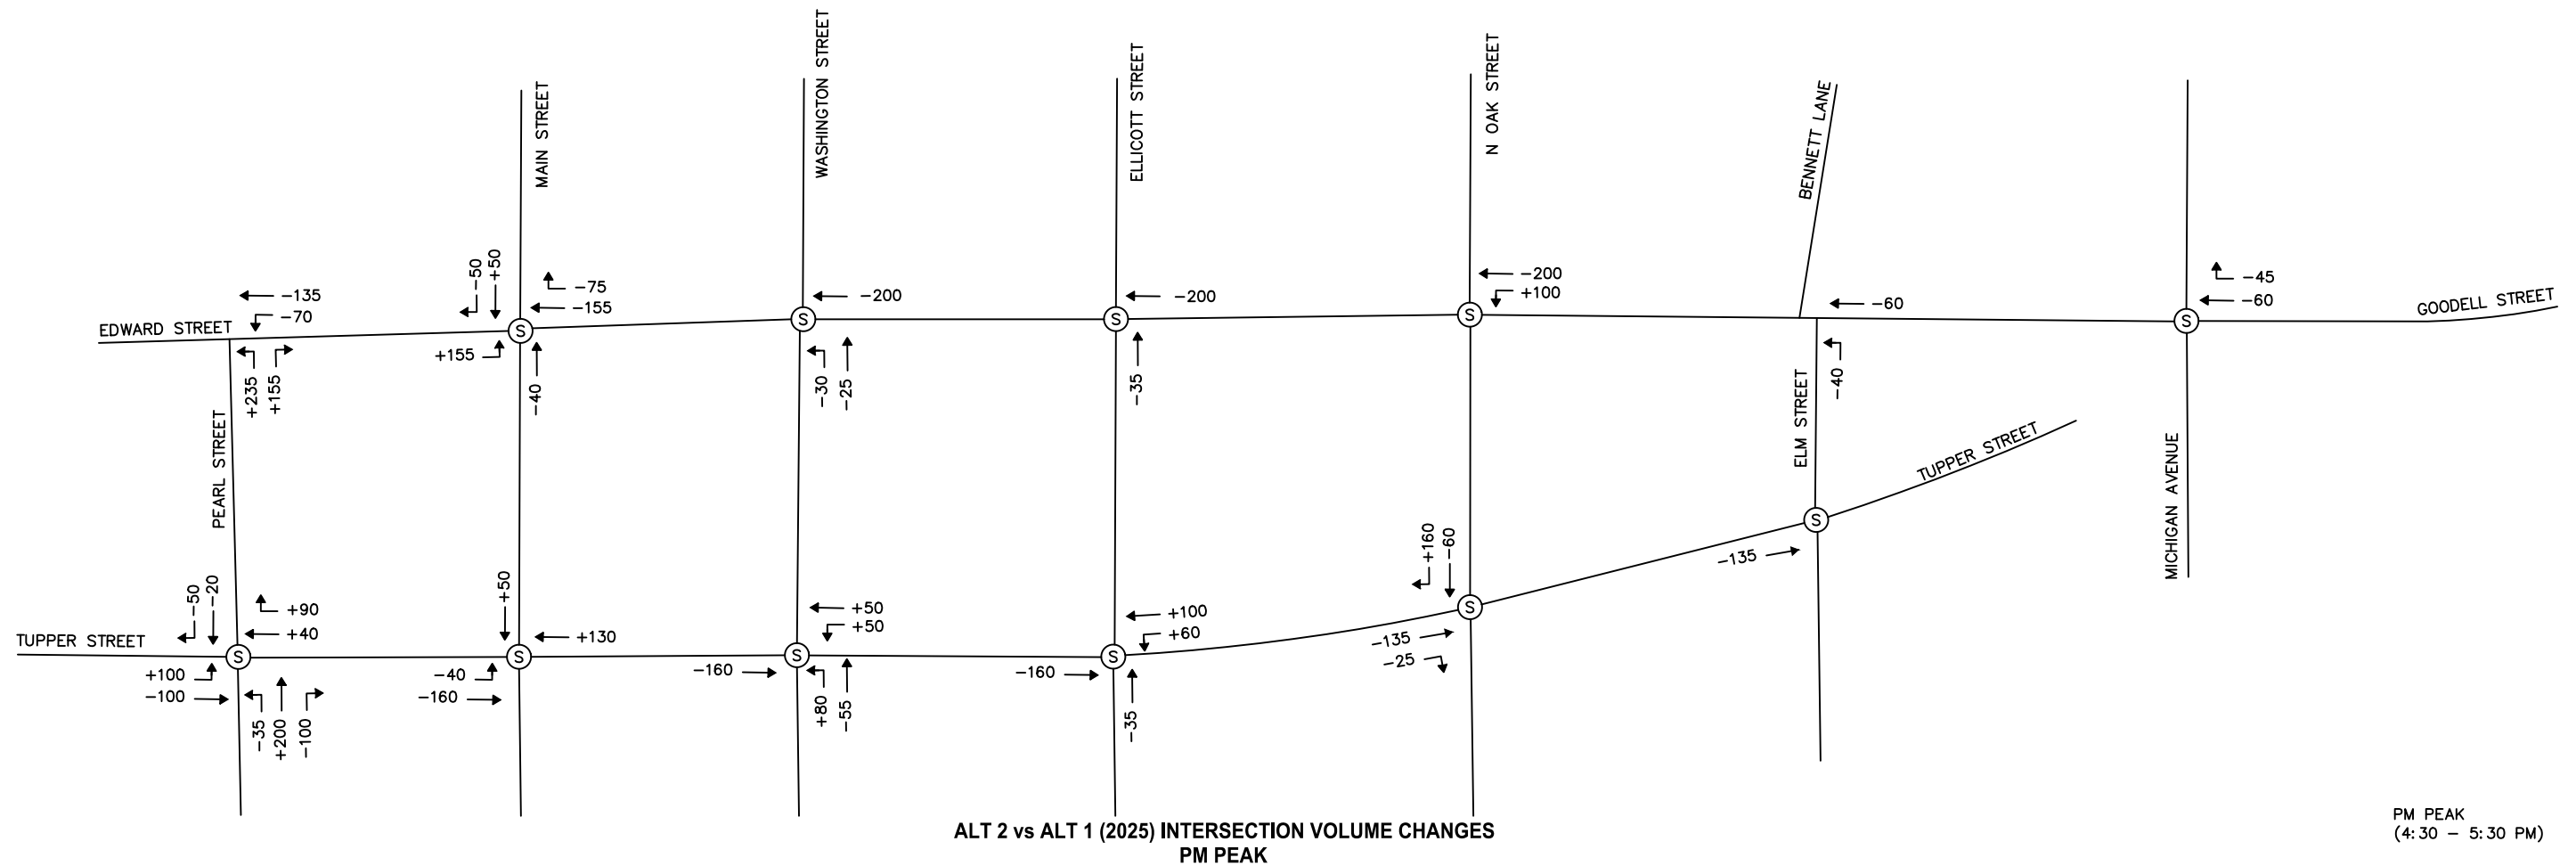 WASHINGTON STREET
N OAK STREET
ELLICOTT STREET
MAIN STREET
BENNETT LANE
-50
+50
-75
-155
-135
-70
-200
-200
-200
+100
-60
-45
-60
EDWARD STREET
GOODELL STREET
+235
+155
+155
-40
-30
-25
-35
-40
PEARL STREET
ELM STREET
TUPPER STREET
MICHIGAN AVENUE
S
S
S
S
S
-50
-20
+90
+40
+50
+130
+50
+50
+100
+60
+160
-60
-135
TUPPER STREET
S
S
S
S
S
S
+100
-100
-40
-160
-160
-160
-135
-25
-35
+200
-100
+80
-55
-35
ALT 2 vs ALT 1 (2025) INTERSECTION VOLUME CHANGES
PM PEAK
PM PEAK
(4:30 - 5:30 PM)